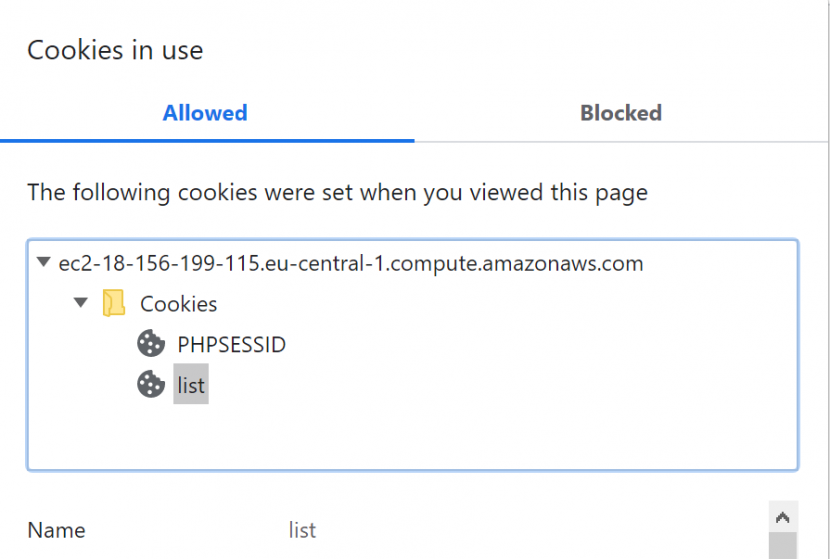 Cookies in use
Allowed Blocked
The following cookies were set when you viewed this page
ec2-18-156-199-115.eu-central-1.compute.amazonaws.com
Cookies
PHPSESSID
list
Name list